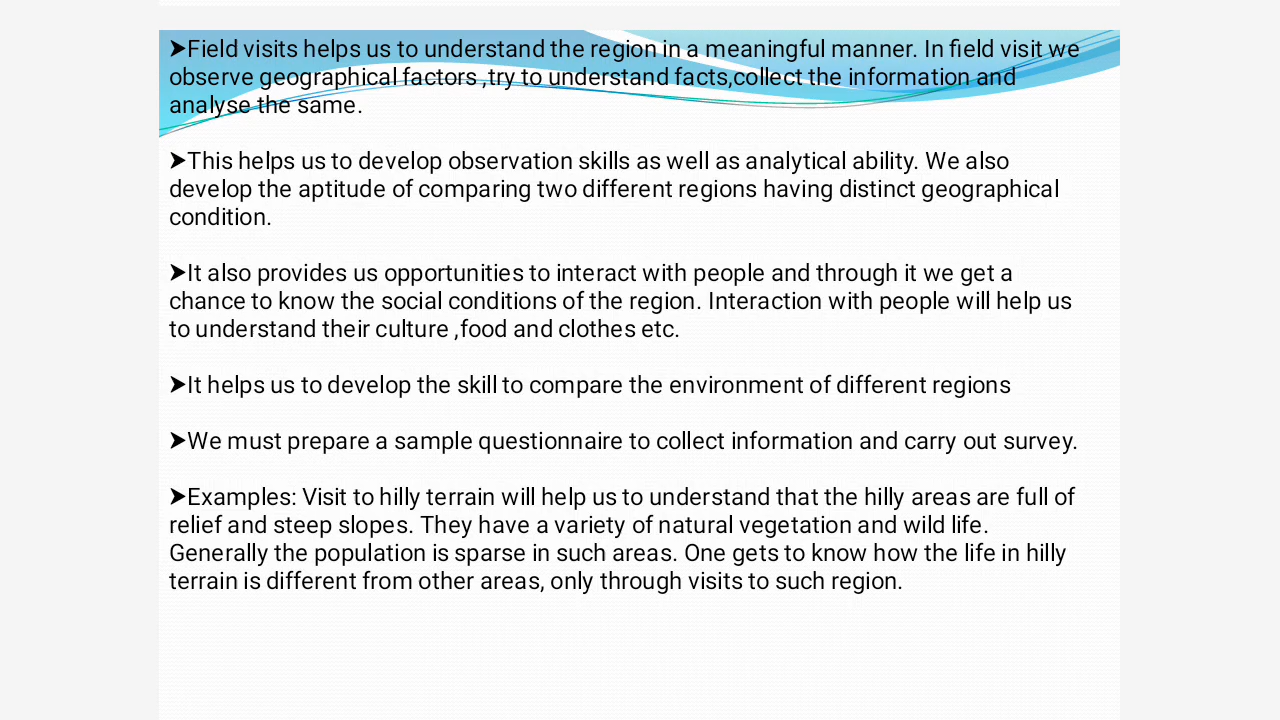 ➤Field visits helps us to understand the region in a meaningful manner. In field visit we
observe geographical factors ,try to understand facts,collect the information and
analyse the same.
➤This helps us to develop observation skills as well as analytical ability. We also
develop the aptitude of comparing two different regions having distinct geographical
condition.
➤It also provides us opportunities to interact with people and through it we get a
chance to know the social conditions of the region. Interaction with people will help us
to understand their culture ,food and clothes etc.
➤It helps us to develop the skill to compare the environment of different regions
➤We must prepare a sample questionnaire to collect information and carry out survey.
➤Examples: Visit to hilly terrain will help us to understand that the hilly areas are full of
relief and steep slopes. They have a variety of natural vegetation and wild life.
Generally the population is sparse in such areas. One gets to know how the life in hilly
terrain is different from other areas, only through visits to such region.